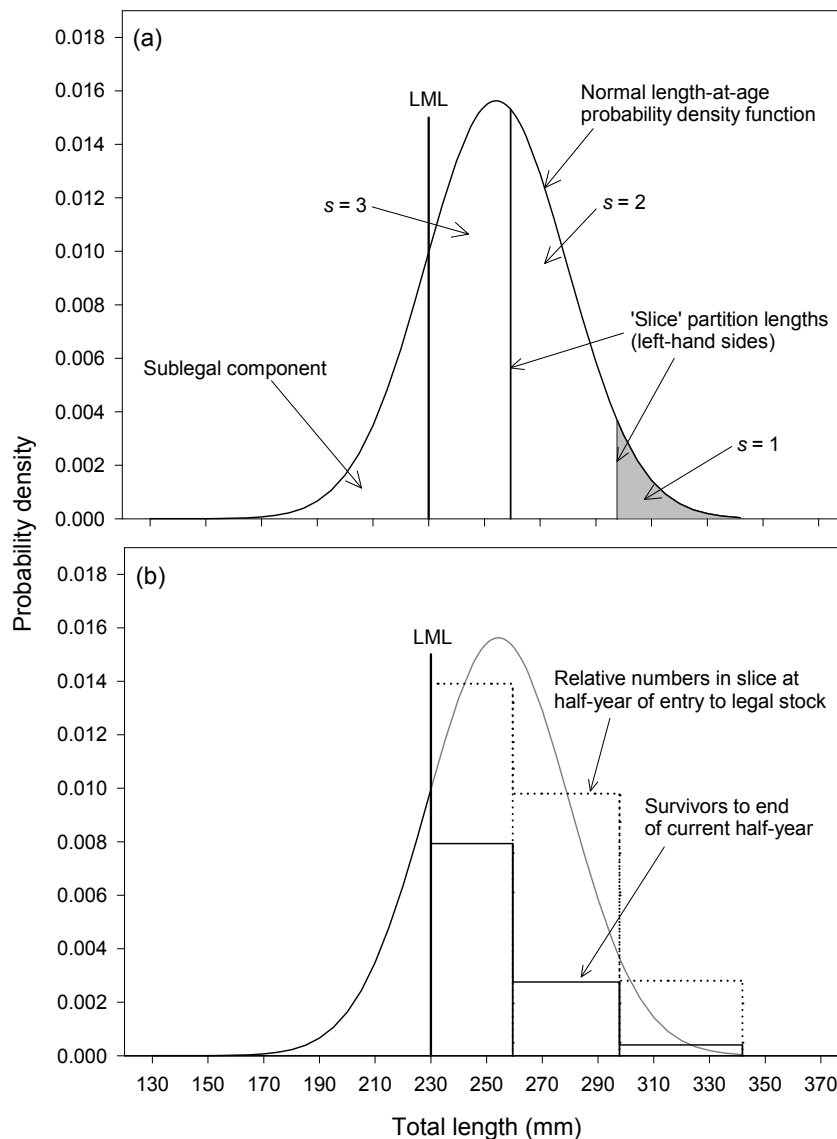 (a)
0.018
0.016
0.014
0.012
0.010
0.008
0.006
0.004
0.002
0.000
LML
Normal length-at-age
probability density function
s = 3
s = 2
'Slice' partition lengths
(left-hand sides)
Sublegal component
s = 1
Probability density
(b)
0.018
0.016
0.014
0.012
0.010
0.008
0.006
0.004
0.002
0.000
LML
Relative numbers in slice at
half-year of entry to legal stock
Survivors to end
of current half-year
130 150 170 190 210 230 250 270 290 310 330 350 370
Total length (mm)